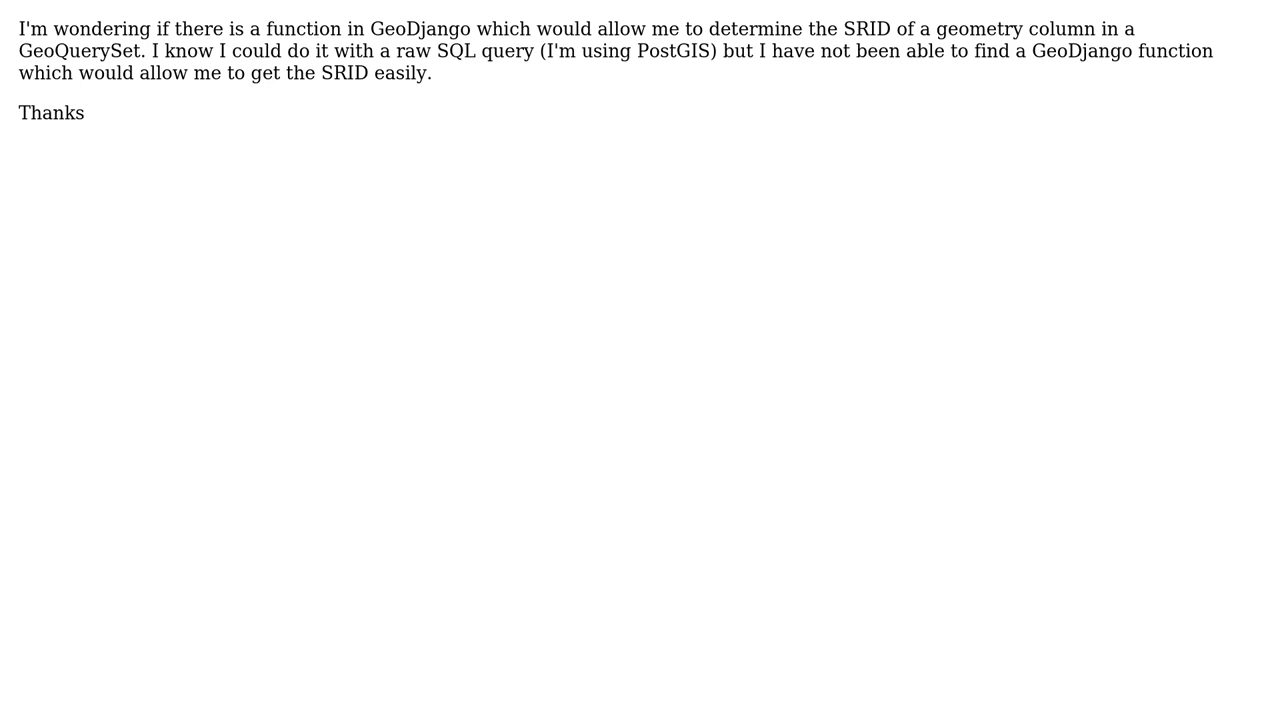 I'm wondering if there is a function in GeoDjango which would allow me to determine the SRID of a geometry column in a
GeoQuerySet. I know I could do it with a raw SQL query (I'm using PostGIS) but I have not been able to find a GeoDjango function
which would allow me to get the SRID easily.
Thanks